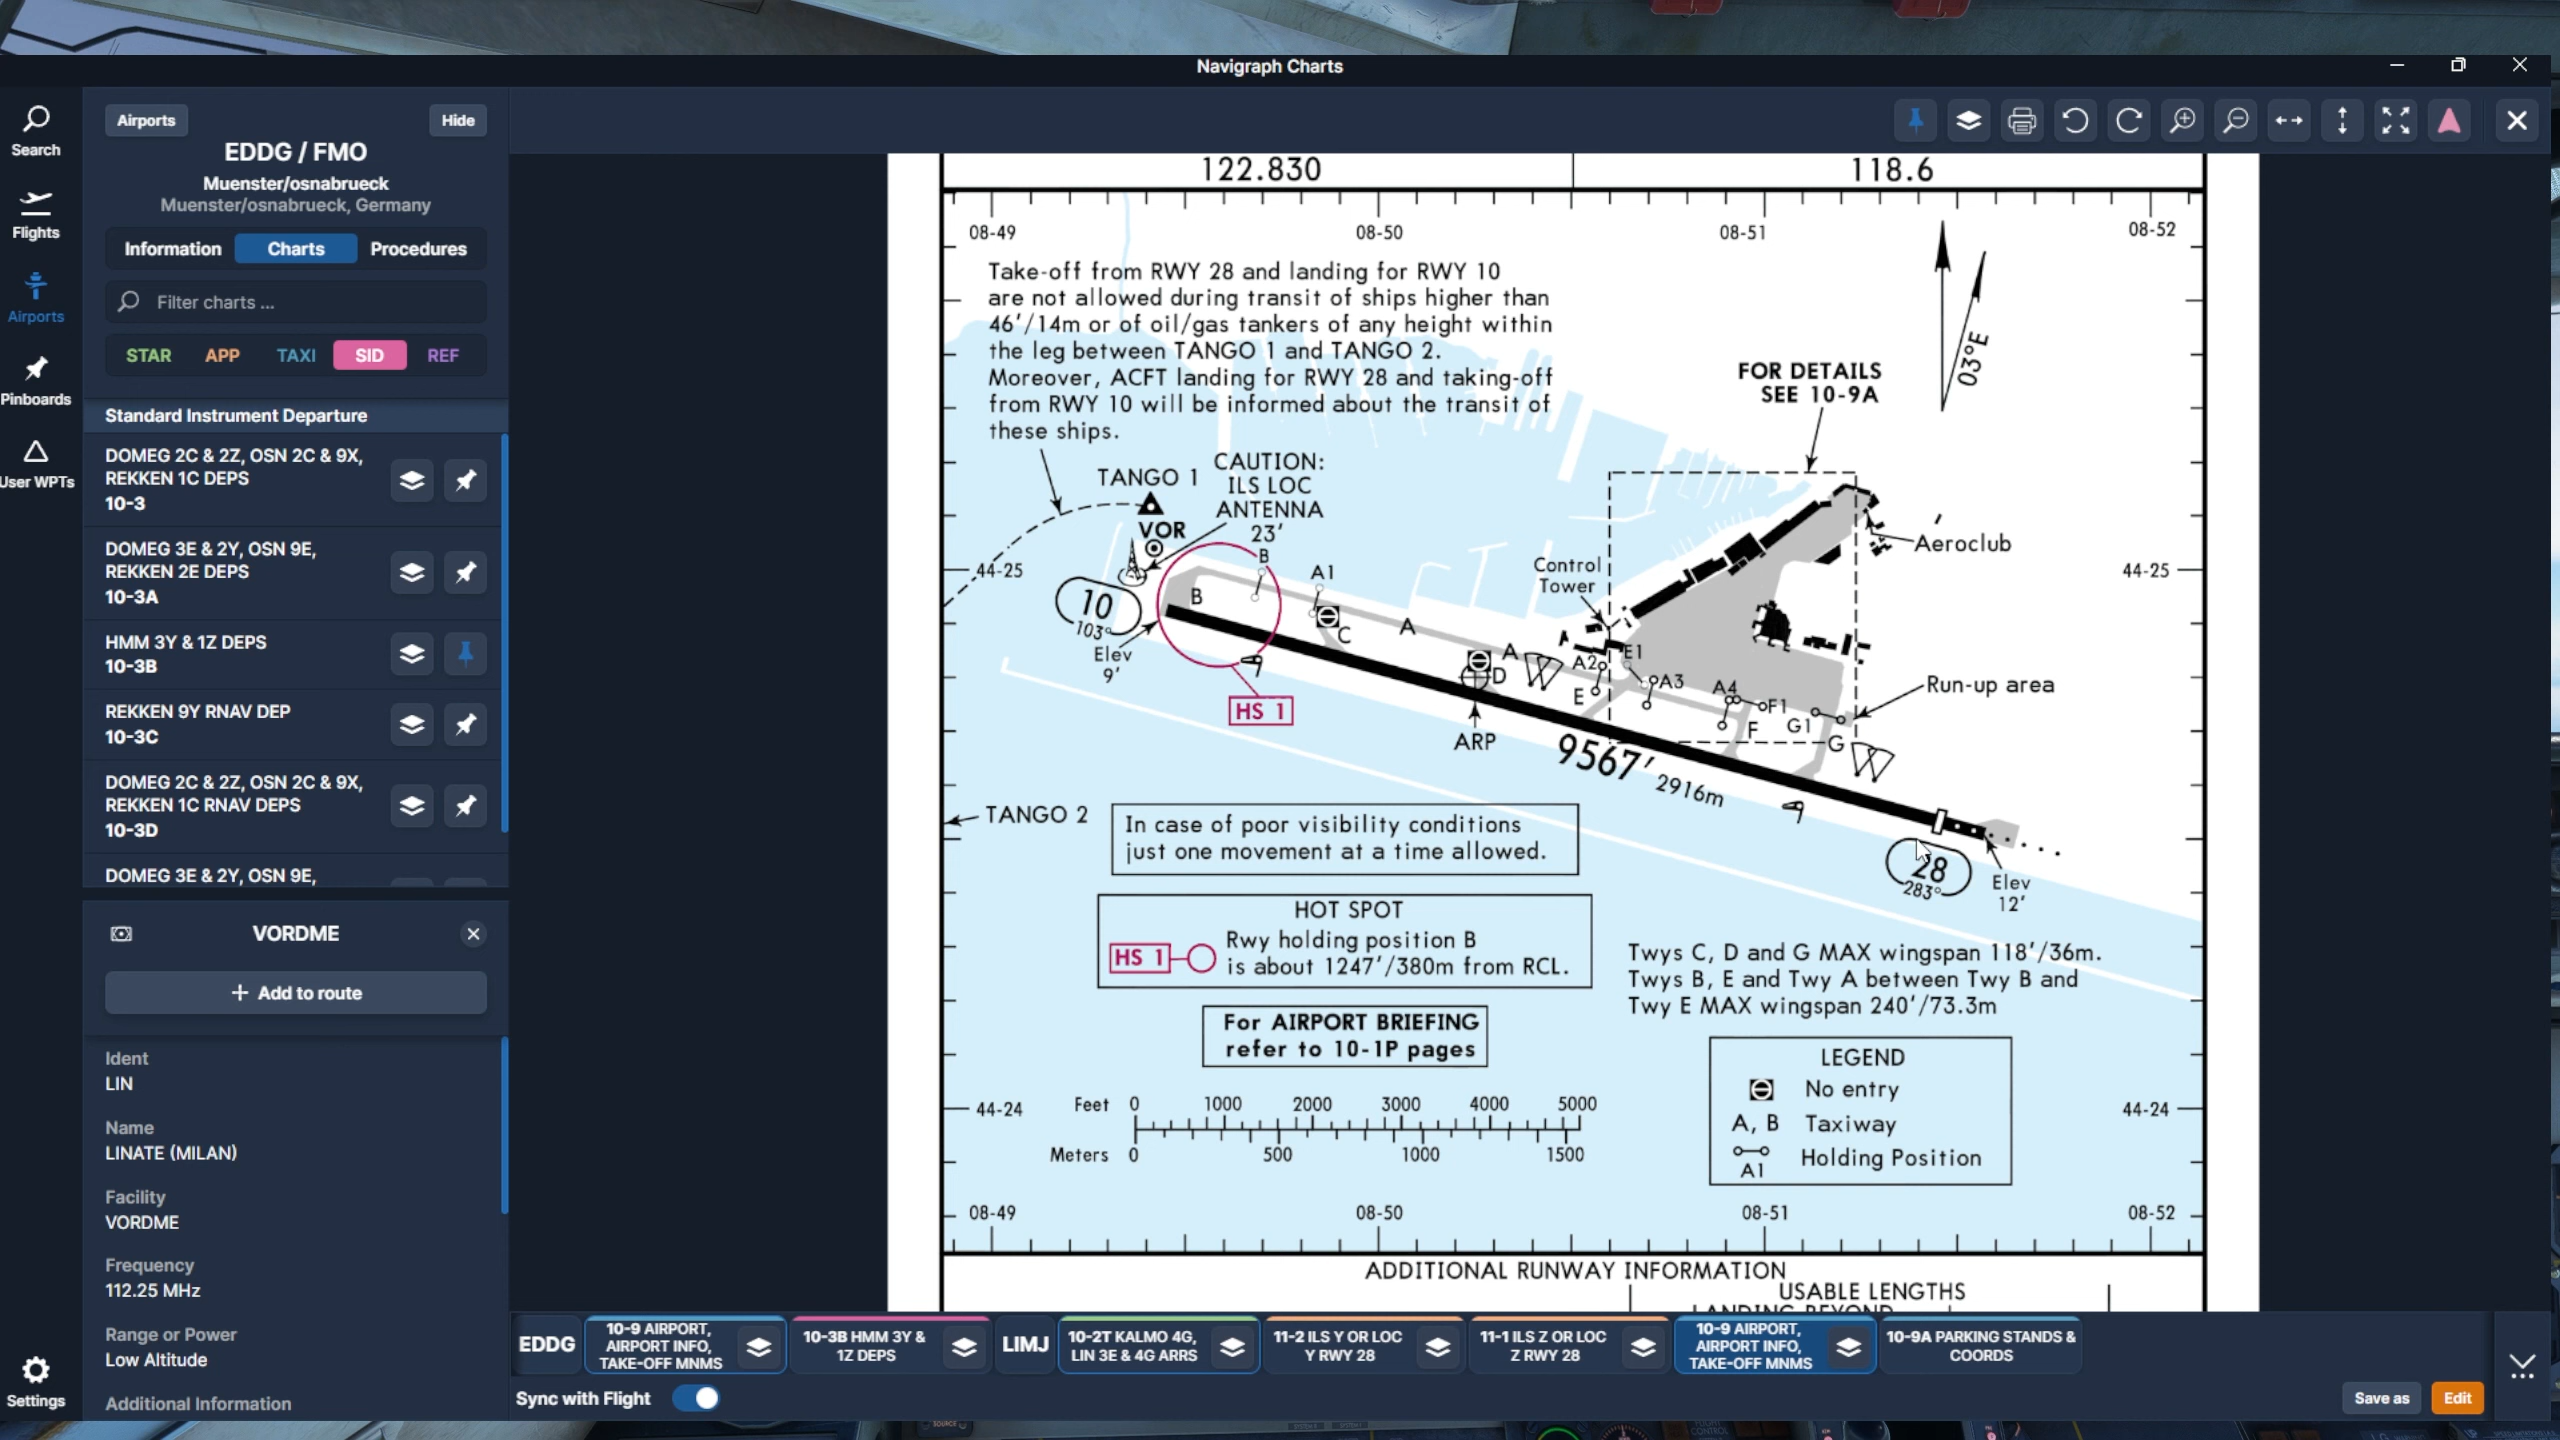 Navigraph Charts
Search
Flights
Airports
Pinboards
User WPTs
Settings
Airports
Hide
EDDG / FMO
Muenster/osnabrueck
Muenster/osnabrueck, Germany
Information
Charts
Procedures
Filter charts ...
STAR
APP
TAXI
SID
REF
Standard Instrument Departure
DOMEG 2C & 2Z, OSN 2C & 9X,
REKKEN 1C DEPS
10-3
DOMEG 3E & 2Y, OSN 9E,
REKKEN 2E DEPS
10-3A
HMM 3Y & 1Z DEPS
10-3B
REKKEN 9Y RNAV DEP
10-3C
DOMEG 2C & 2Z, OSN 2C & 9X,
REKKEN 1C RNAV DEPS
10-3D
DOMEG 3E & 2Y, OSN 9E,
VORDME
+ Add to route
Ident
LIN
Name
LINATE (MILAN)
Facility
VORDME
Frequency
112.25 MHz
Range or Power
Low Altitude
Additional Information
122.830
118.6
08-49
08-50
08-51
08-52
Take-off from RWY 28 and landing for RWY 10
are not allowed during transit of ships higher than
46'/14m or of oil/gas tankers of any height within
the leg between TANGO 1 and TANGO 2.
Moreover, ACFT landing for RWY 28 and taking-off
from RWY 10 will be informed about the transit of
these ships.
FOR DETAILS
SEE 10-9A
03°E
TANGO 1
CAUTION:
ILS LOC
ANTENNA
23'
VOR
B
A1
Control
Tower
Aeroclub
44-25
44-25
10
103°
B
C
A
Elev
9'
A
D
A2
E1
E
A3
A4
F1
F
G1
G
Run-up area
HS 1
ARP
9567'
2916m
TANGO 2
In case of poor visibility conditions
just one movement at a time allowed.
28
283°
Elev
12'
HOT SPOT
HS 1
Rwy holding position B
is about 1247'/380m from RCL.
Twys C, D and G MAX wingspan 118'/36m.
Twys B, E and Twy A between Twy B and
Twy E MAX wingspan 240'/73.3m
For AIRPORT BRIEFING
refer to 10-1P pages
LEGEND
No entry
A, B Taxiway
A1 Holding Position
44-24
44-24
Feet 0 1000 2000 3000 4000 5000
Meters 0 500 1000 1500
08-49
08-50
08-51
08-52
ADDITIONAL RUNWAY INFORMATION
USABLE LENGTHS
LANDING BEYOND
EDDG
10-9 AIRPORT,
AIRPORT INFO,
TAKE-OFF MNMS
10-3B HMM 3Y &
1Z DEPS
LIMJ
10-2T KALMO 4G,
LIN 3E & 4G ARRS
11-2 ILS Y OR LOC
Y RWY 28
11-1 ILS Z OR LOC
Z RWY 28
10-9 AIRPORT,
AIRPORT INFO,
TAKE-OFF MNMS
10-9A PARKING STANDS &
COORDS
Sync with Flight
Save as
Edit